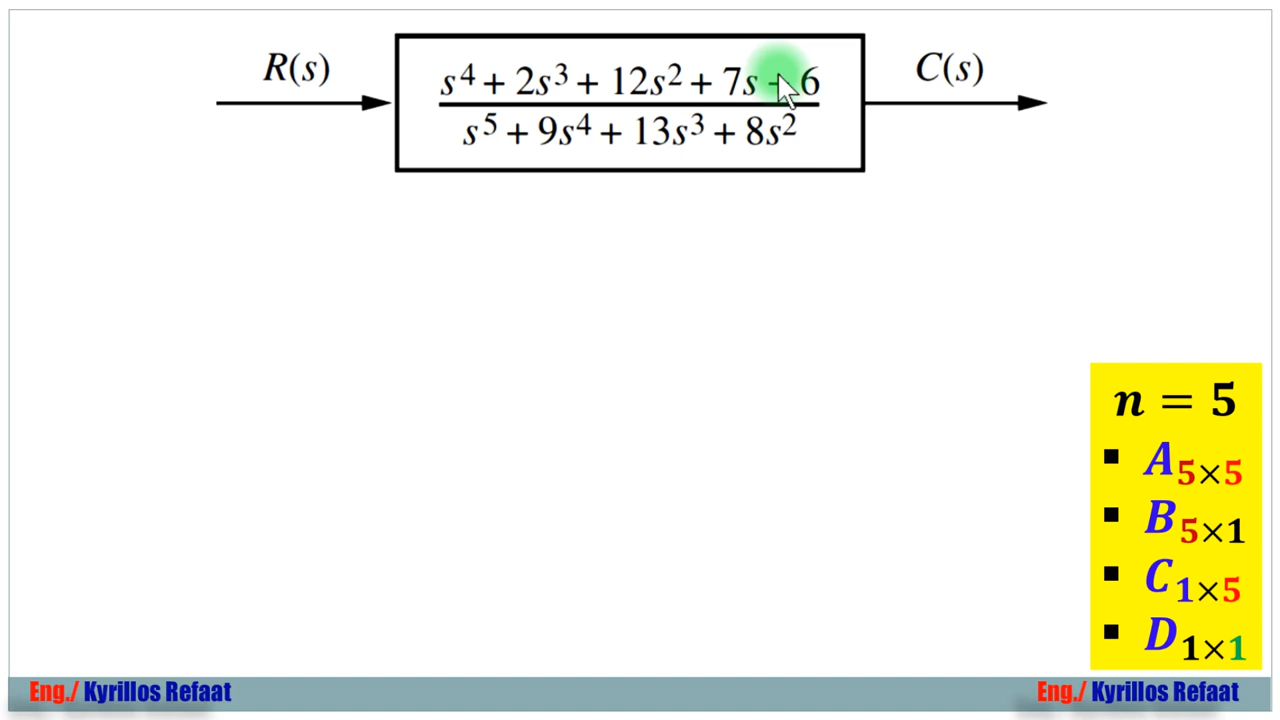 R(s)
s⁴ + 2s³ + 12s² + 7s + 6
s⁵ + 9s⁴ + 13s³ + 8s²
C(s)
n = 5
▪ A₅×₅
▪ B₅×₁
▪ C₁×₅
▪ D₁×₁
Eng./ Kyrillos Refaat
Eng./ Kyrillos Refaat